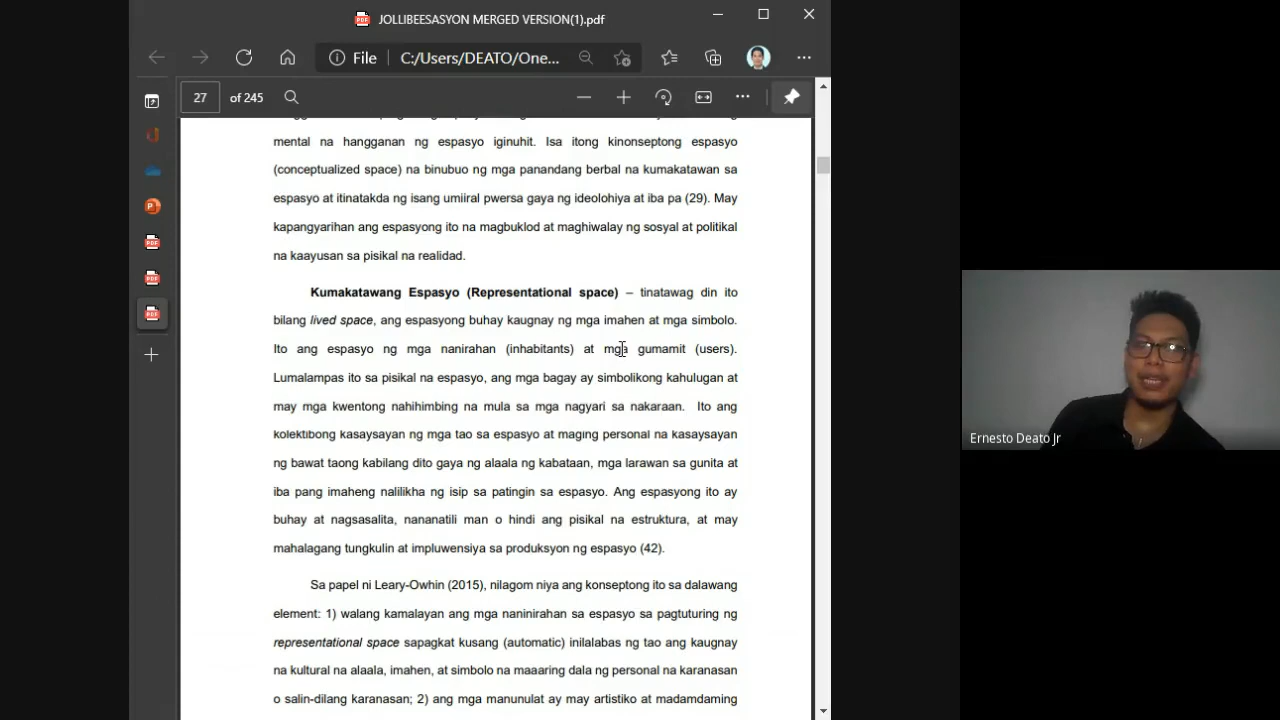 JOLLIBEESASYON MERGED VERSION(1).pdf
File
C:/Users/DEATO/One...
27
of 245
mental na hangganan ng espasyo iginuhit. Isa itong kinonseptong espasyo
(conceptualized space) na binubuo ng mga panandang berbal na kumakatawan sa
espasyo at itinatakda ng isang umiiral pwersa gaya ng ideolohiya at iba pa (29). May
kapangyarihan ang espasyong ito na magbuklod at maghiwalay ng sosyal at politikal
na kaayusan sa pisikal na realidad.
Kumakatawang Espasyo (Representational space) – tinatawag din ito
bilang lived space, ang espasyong buhay kaugnay ng mga imahen at mga simbolo.
Ito ang espasyo ng mga nanirahan (inhabitants) at mga gumamit (users).
Lumalampas ito sa pisikal na espasyo, ang mga bagay ay simbolikong kahulugan at
may mga kwentong nahihimbing na mula sa mga nagyari sa nakaraan. Ito ang
kolektibong kasaysayan ng mga tao sa espasyo at maging personal na kasaysayan
ng bawat taong kabilang dito gaya ng alaala ng kabataan, mga larawan sa gunita at
iba pang imaheng nalilikha ng isip sa patingin sa espasyo. Ang espasyong ito ay
buhay at nagsasalita, nananatili man o hindi ang pisikal na estruktura, at may
mahalagang tungkulin at impluwensiya sa produksyon ng espasyo (42).
Sa papel ni Leary-Owhin (2015), nilagom niya ang konseptong ito sa dalawang
element: 1) walang kamalayan ang mga naninirahan sa espasyo sa pagtuturing ng
representational space sapagkat kusang (automatic) inilalabas ng tao ang kaugnay
na kultural na alaala, imahen, at simbolo na maaaring dala ng personal na karanasan
o salin-dilang karanasan; 2) ang mga manunulat ay may artistiko at madamdaming
Ernesto Deato Jr